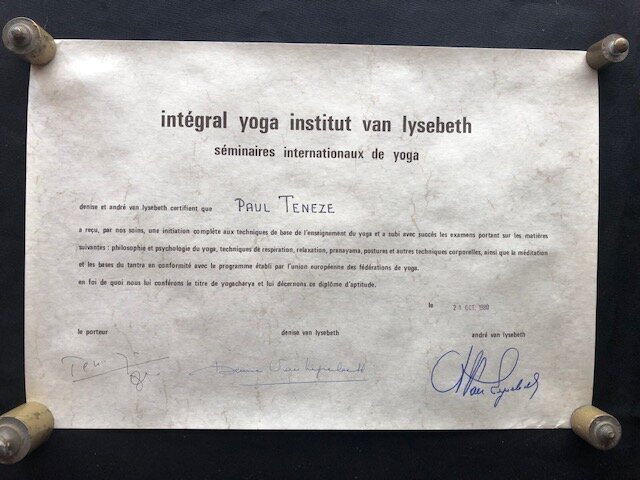 intégral yoga institut van lysebeth
séminaires internationaux de yoga
denise et andré van lysebeth certifient que PAUL TENEZE
a reçu, par nos soins, une initiation complète aux techniques de base de l'enseignement du yoga et a subi avec succès les examens portant sur les matières
suivantes : philosophie et psychologie du yoga, techniques de respiration, relaxation, pranayama, postures et autres techniques corporelles, ainsi que la méditation
et les bases du tantra en conformité avec le programme établi par l'union européenne des fédérations de yoga.
en foi de quoi nous lui conférons le titre de yogacharya et lui décernons ce diplôme d'aptitude.
le OCT. 1980
le porteur denise van lysebeth andré van lysebeth
Denise Van Lysebeth AVan Lysebeth